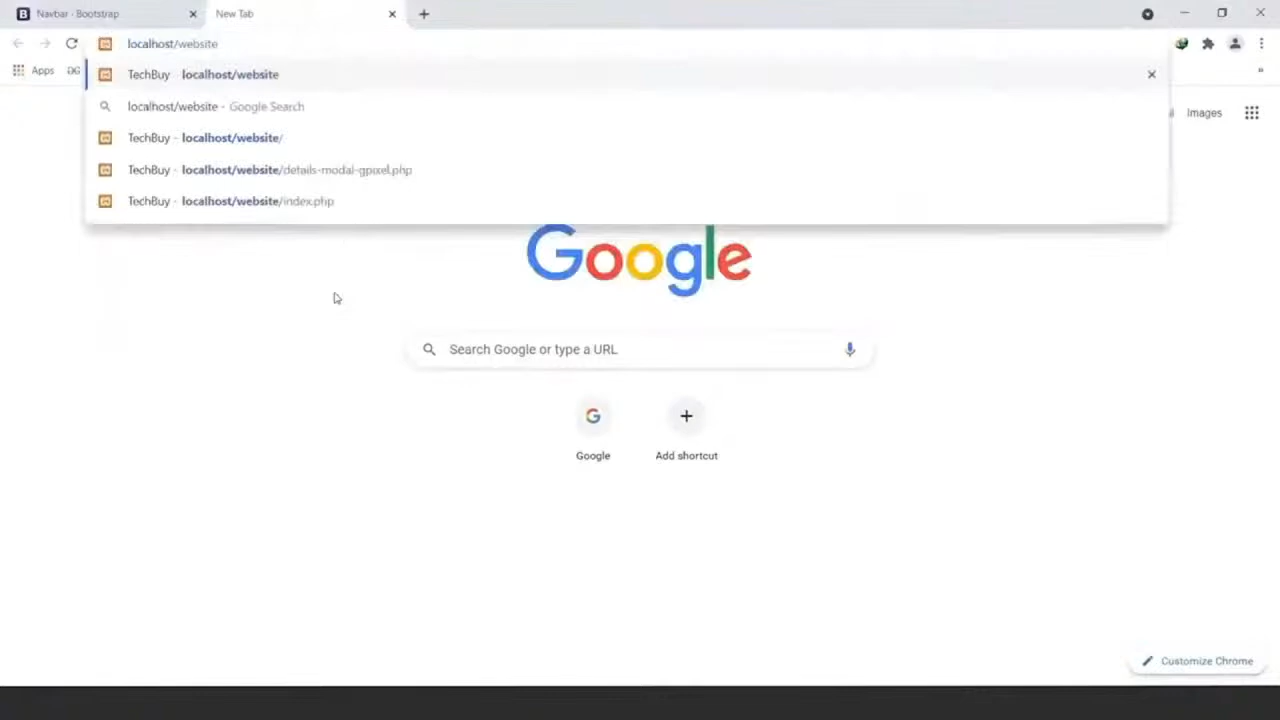 Navbar · Bootstrap
New Tab
localhost/website
Apps
TechBuy - localhost/website
localhost/website - Google Search
TechBuy - localhost/website/
TechBuy - localhost/website/details-modal-gpixel.php
TechBuy - localhost/website/index.php
Images
Google
Search Google or type a URL
Google
Add shortcut
Customize Chrome